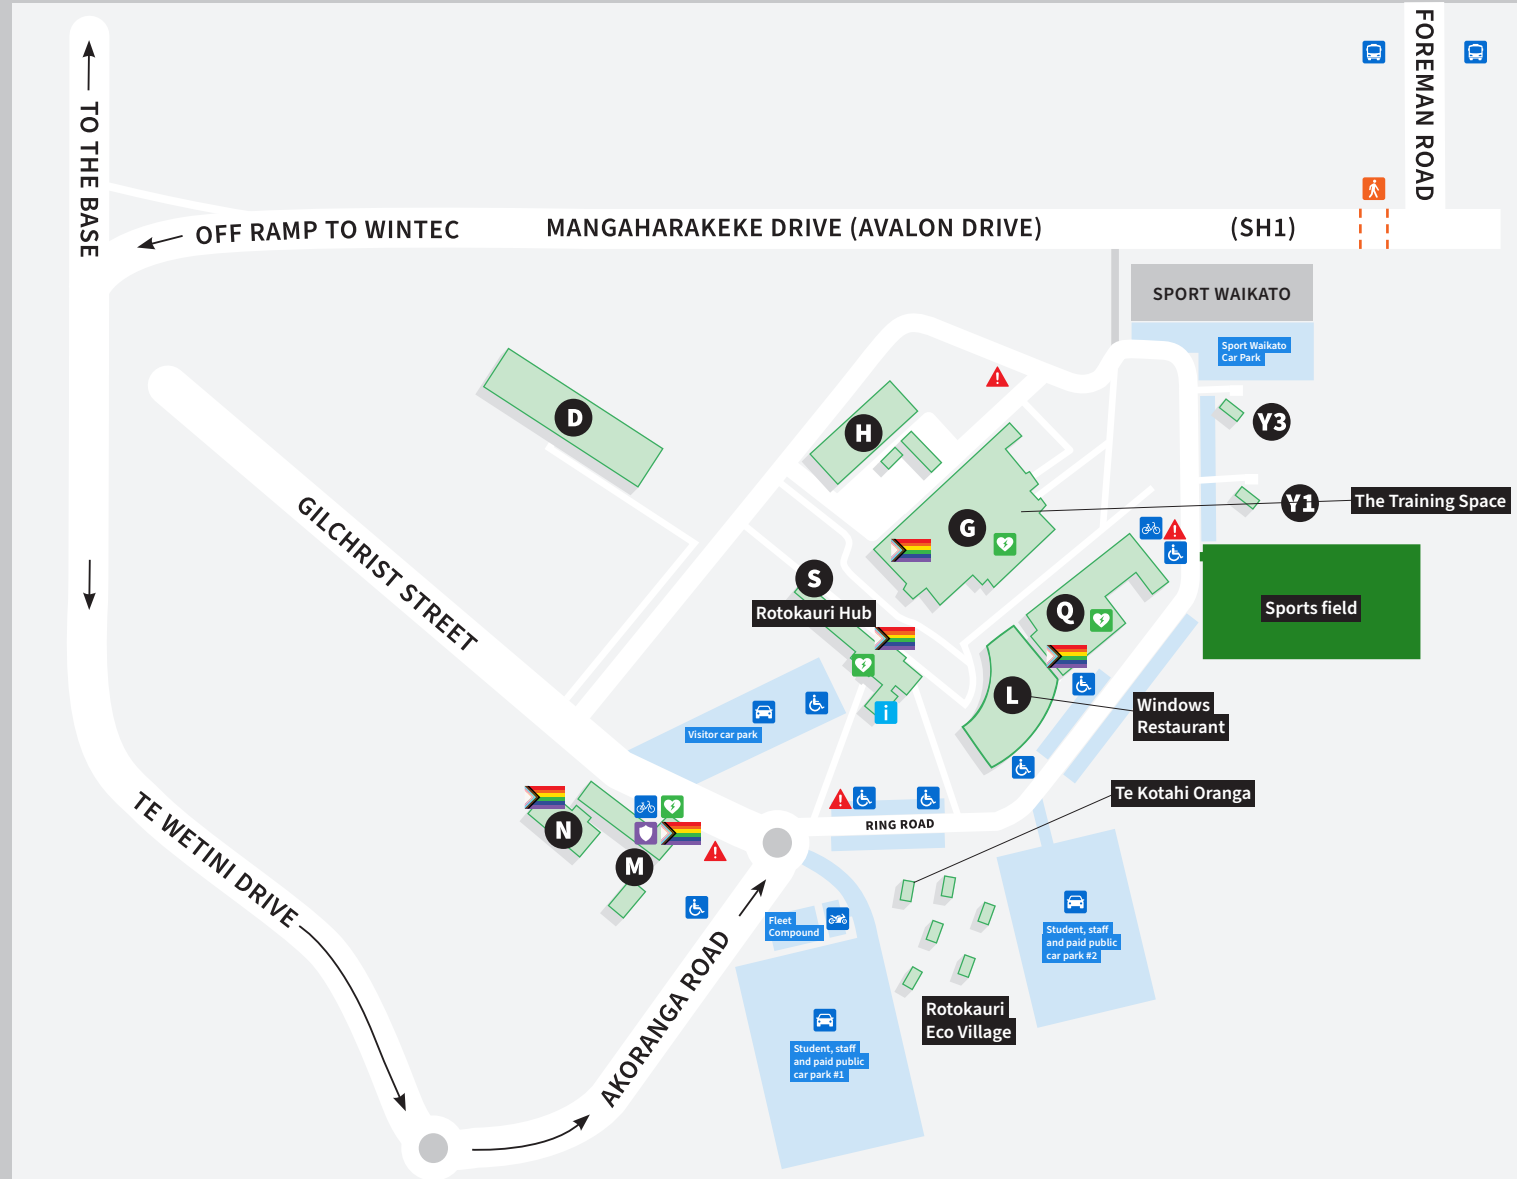 FOREMAN ROAD
TO THE BASE
OFF RAMP TO WINTEC
MANGAHARAKEKE DRIVE (AVALON DRIVE)
(SH1)
SPORT WAIKATO
Sport Waikato
Car Park
D
H
Y3
GILCHRIST STREET
Y1
The Training Space
G
S
Rotokauri Hub
Q
Sports field
L
Windows
Restaurant
i
Visitor car park
Te Kotahi Oranga
N
M
RING ROAD
TE WETINI DRIVE
Fleet
Compound
Student, staff
and paid public
car park #2
AKORANGA ROAD
Rotokauri
Eco Village
Student, staff
and paid public
car park #1